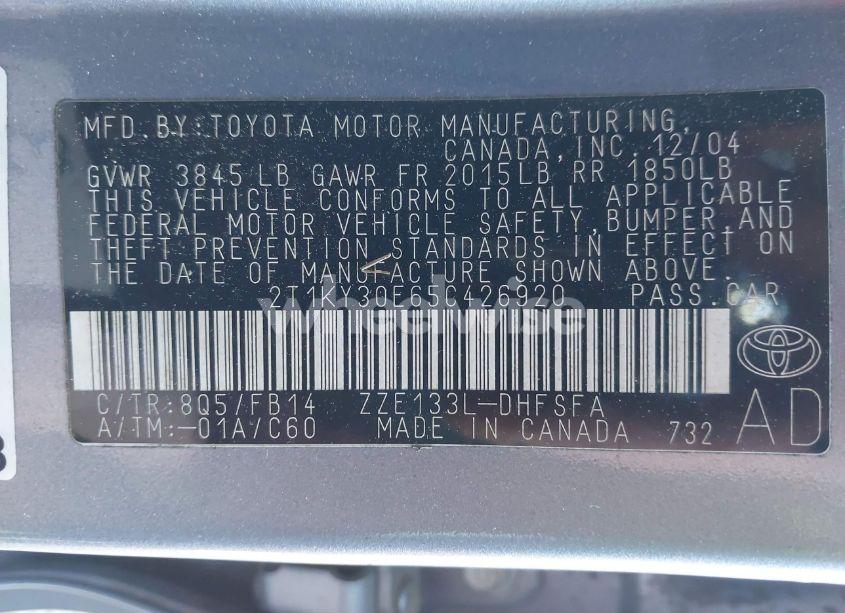 MFD.BY:TOYOTA MOTOR MANUFACTURING,
CANADA,INC.12/04
GVWR 3845LB GAWR FR 2015LB RR 1850LB
THIS VEHICLE CONFORMS TO ALL APPLICABLE
FEDERAL MOTOR VEHICLE SAFETY,BUMPER,AND
THEFT PREVENTION STANDARDS IN EFFECT ON
THE DATE OF MANUFACTURE SHOWN ABOVE.
2T1KY30E65C426920 PASS.CAR
wheelwise
C/TR:8Q5/FB14 ZZE133L-DHFSFA
A/TM:-01A/C60 MADE IN CANADA 732 AD